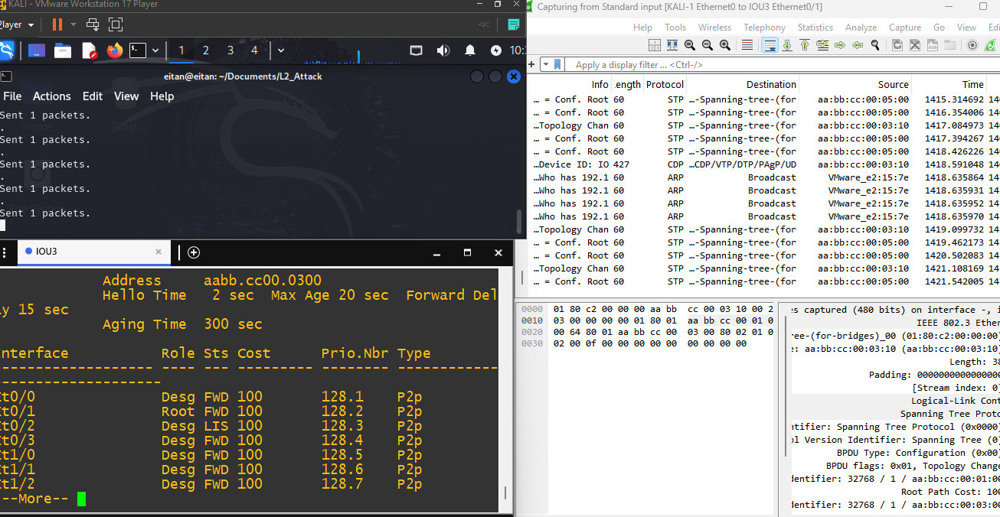 KALI - VMware Workstation 17 Player
Player
1 2 3 4
10:
eitan@eitan: ~/Documents/L2_Attack
File Actions Edit View Help
Home
Trash
Sent 1 packets.
.
Sent 1 packets.
.
Sent 1 packets.
.
Sent 1 packets.
.
Sent 1 packets.
IOU3
Address aabb.cc00.0300
Hello Time 2 sec Max Age 20 sec Forward Del
y 15 sec
Aging Time 300 sec
nterface Role Sts Cost Prio.Nbr Type
------------------- ---- --- --------- -------- ------------
--------------------
Et0/0 Desg FWD 100 128.1 P2p
Et0/1 Root FWD 100 128.2 P2p
Et0/2 Desg LIS 100 128.3 P2p
Et0/3 Desg FWD 100 128.4 P2p
Et1/0 Desg FWD 100 128.5 P2p
Et1/1 Desg FWD 100 128.6 P2p
Et1/2 Desg FWD 100 128.7 P2p
--More--
Capturing from Standard input [KALI-1 Ethernet0 to IOU3 Ethernet0/1]
Help Tools Wireless Telephony Statistics Analyze Capture Go View Edi
Apply a display filter ... <Ctrl-/>
Info ength Protocol Destination Source Time
… = Conf. Root 60 STP …-Spanning-tree-(for aa:bb:cc:00:05:00 1415.314692 14
… = Conf. Root 60 STP …-Spanning-tree-(for aa:bb:cc:00:05:00 1416.354006 14
…Topology Chan 60 STP …-Spanning-tree-(for aa:bb:cc:00:03:10 1417.084973 14
… = Conf. Root 60 STP …-Spanning-tree-(for aa:bb:cc:00:05:00 1417.394267 14
… = Conf. Root 60 STP …-Spanning-tree-(for aa:bb:cc:00:05:00 1418.426226 14
…Device ID: IO 427 CDP …CDP/VTP/DTP/PAgP/UD aa:bb:cc:00:03:10 1418.591048 14
…Who has 192.1 60 ARP Broadcast VMware_e2:15:7e 1418.635864 14
…Who has 192.1 60 ARP Broadcast VMware_e2:15:7e 1418.635931 14
…Who has 192.1 60 ARP Broadcast VMware_e2:15:7e 1418.635952 14
…Who has 192.1 60 ARP Broadcast VMware_e2:15:7e 1418.635970 14
…Topology Chan 60 STP …-Spanning-tree-(for aa:bb:cc:00:03:10 1419.099732 14
… = Conf. Root 60 STP …-Spanning-tree-(for aa:bb:cc:00:05:00 1419.462173 14
… = Conf. Root 60 STP …-Spanning-tree-(for aa:bb:cc:00:05:00 1420.502083 14
…Topology Chan 60 STP …-Spanning-tree-(for aa:bb:cc:00:03:10 1421.108169 14
… = Conf. Root 60 STP …-Spanning-tree-(for aa:bb:cc:00:05:00 1421.542005 14
0000 01 80 c2 00 00 00 aa bb cc 00 03 10 00 2
0010 03 00 00 00 00 01 80 01 aa bb cc 00 01 0
0020 00 64 80 01 aa bb cc 00 03 00 80 02 01 0
0030 02 00 0f 00 00 00 00 00 00 00 00 00
es captured (480 bits) on interface -, i
IEEE 802.3 Ether
ree-(for-bridges)_00 (01:80:c2:00:00:00)
: aa:bb:cc:00:03:10 (aa:bb:cc:00:03:10)
Length: 38
Padding: 0000000000000000
[Stream index: 0]
Logical-Link Cont
Spanning Tree Proto
ntifier: Spanning Tree Protocol (0x0000)
ol Version Identifier: Spanning Tree (0)
BPDU Type: Configuration (0x00)
BPDU flags: 0x01, Topology Change
dentifier: 32768 / 1 / aa:bb:cc:00:01:00
Root Path Cost: 100
dentifier: 32768 / 1 / aa:bb:cc:00:03:00